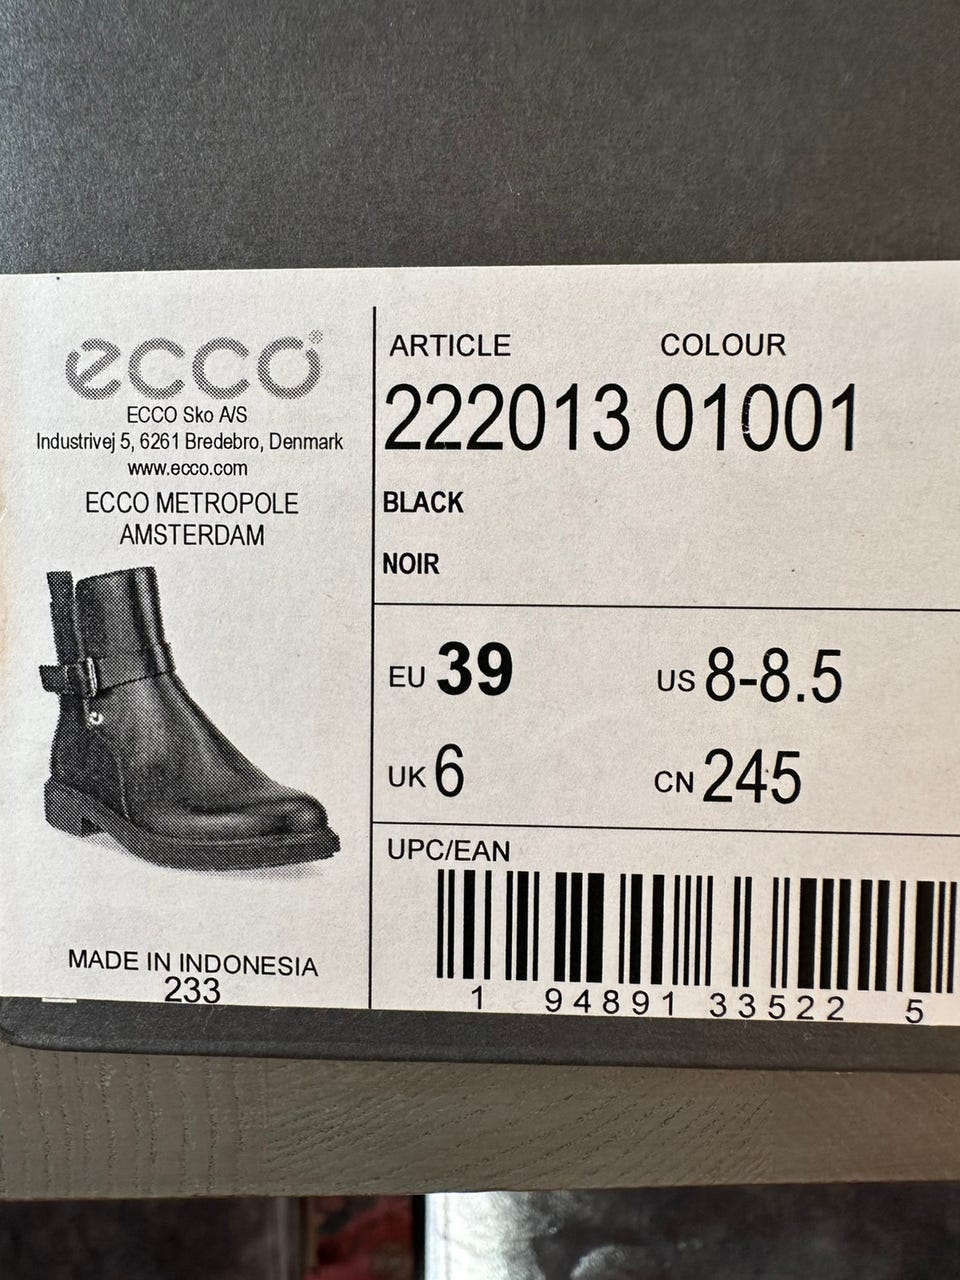 ecco®
ECCO Sko A/S
Industrivej 5, 6261 Bredebro, Denmark
www.ecco.com
ECCO METROPOLE
AMSTERDAM
MADE IN INDONESIA
233
ARTICLE COLOUR
222013 01001
BLACK
NOIR
EU 39 US 8-8.5
UK 6 CN 245
UPC/EAN
1 94891 33522 5